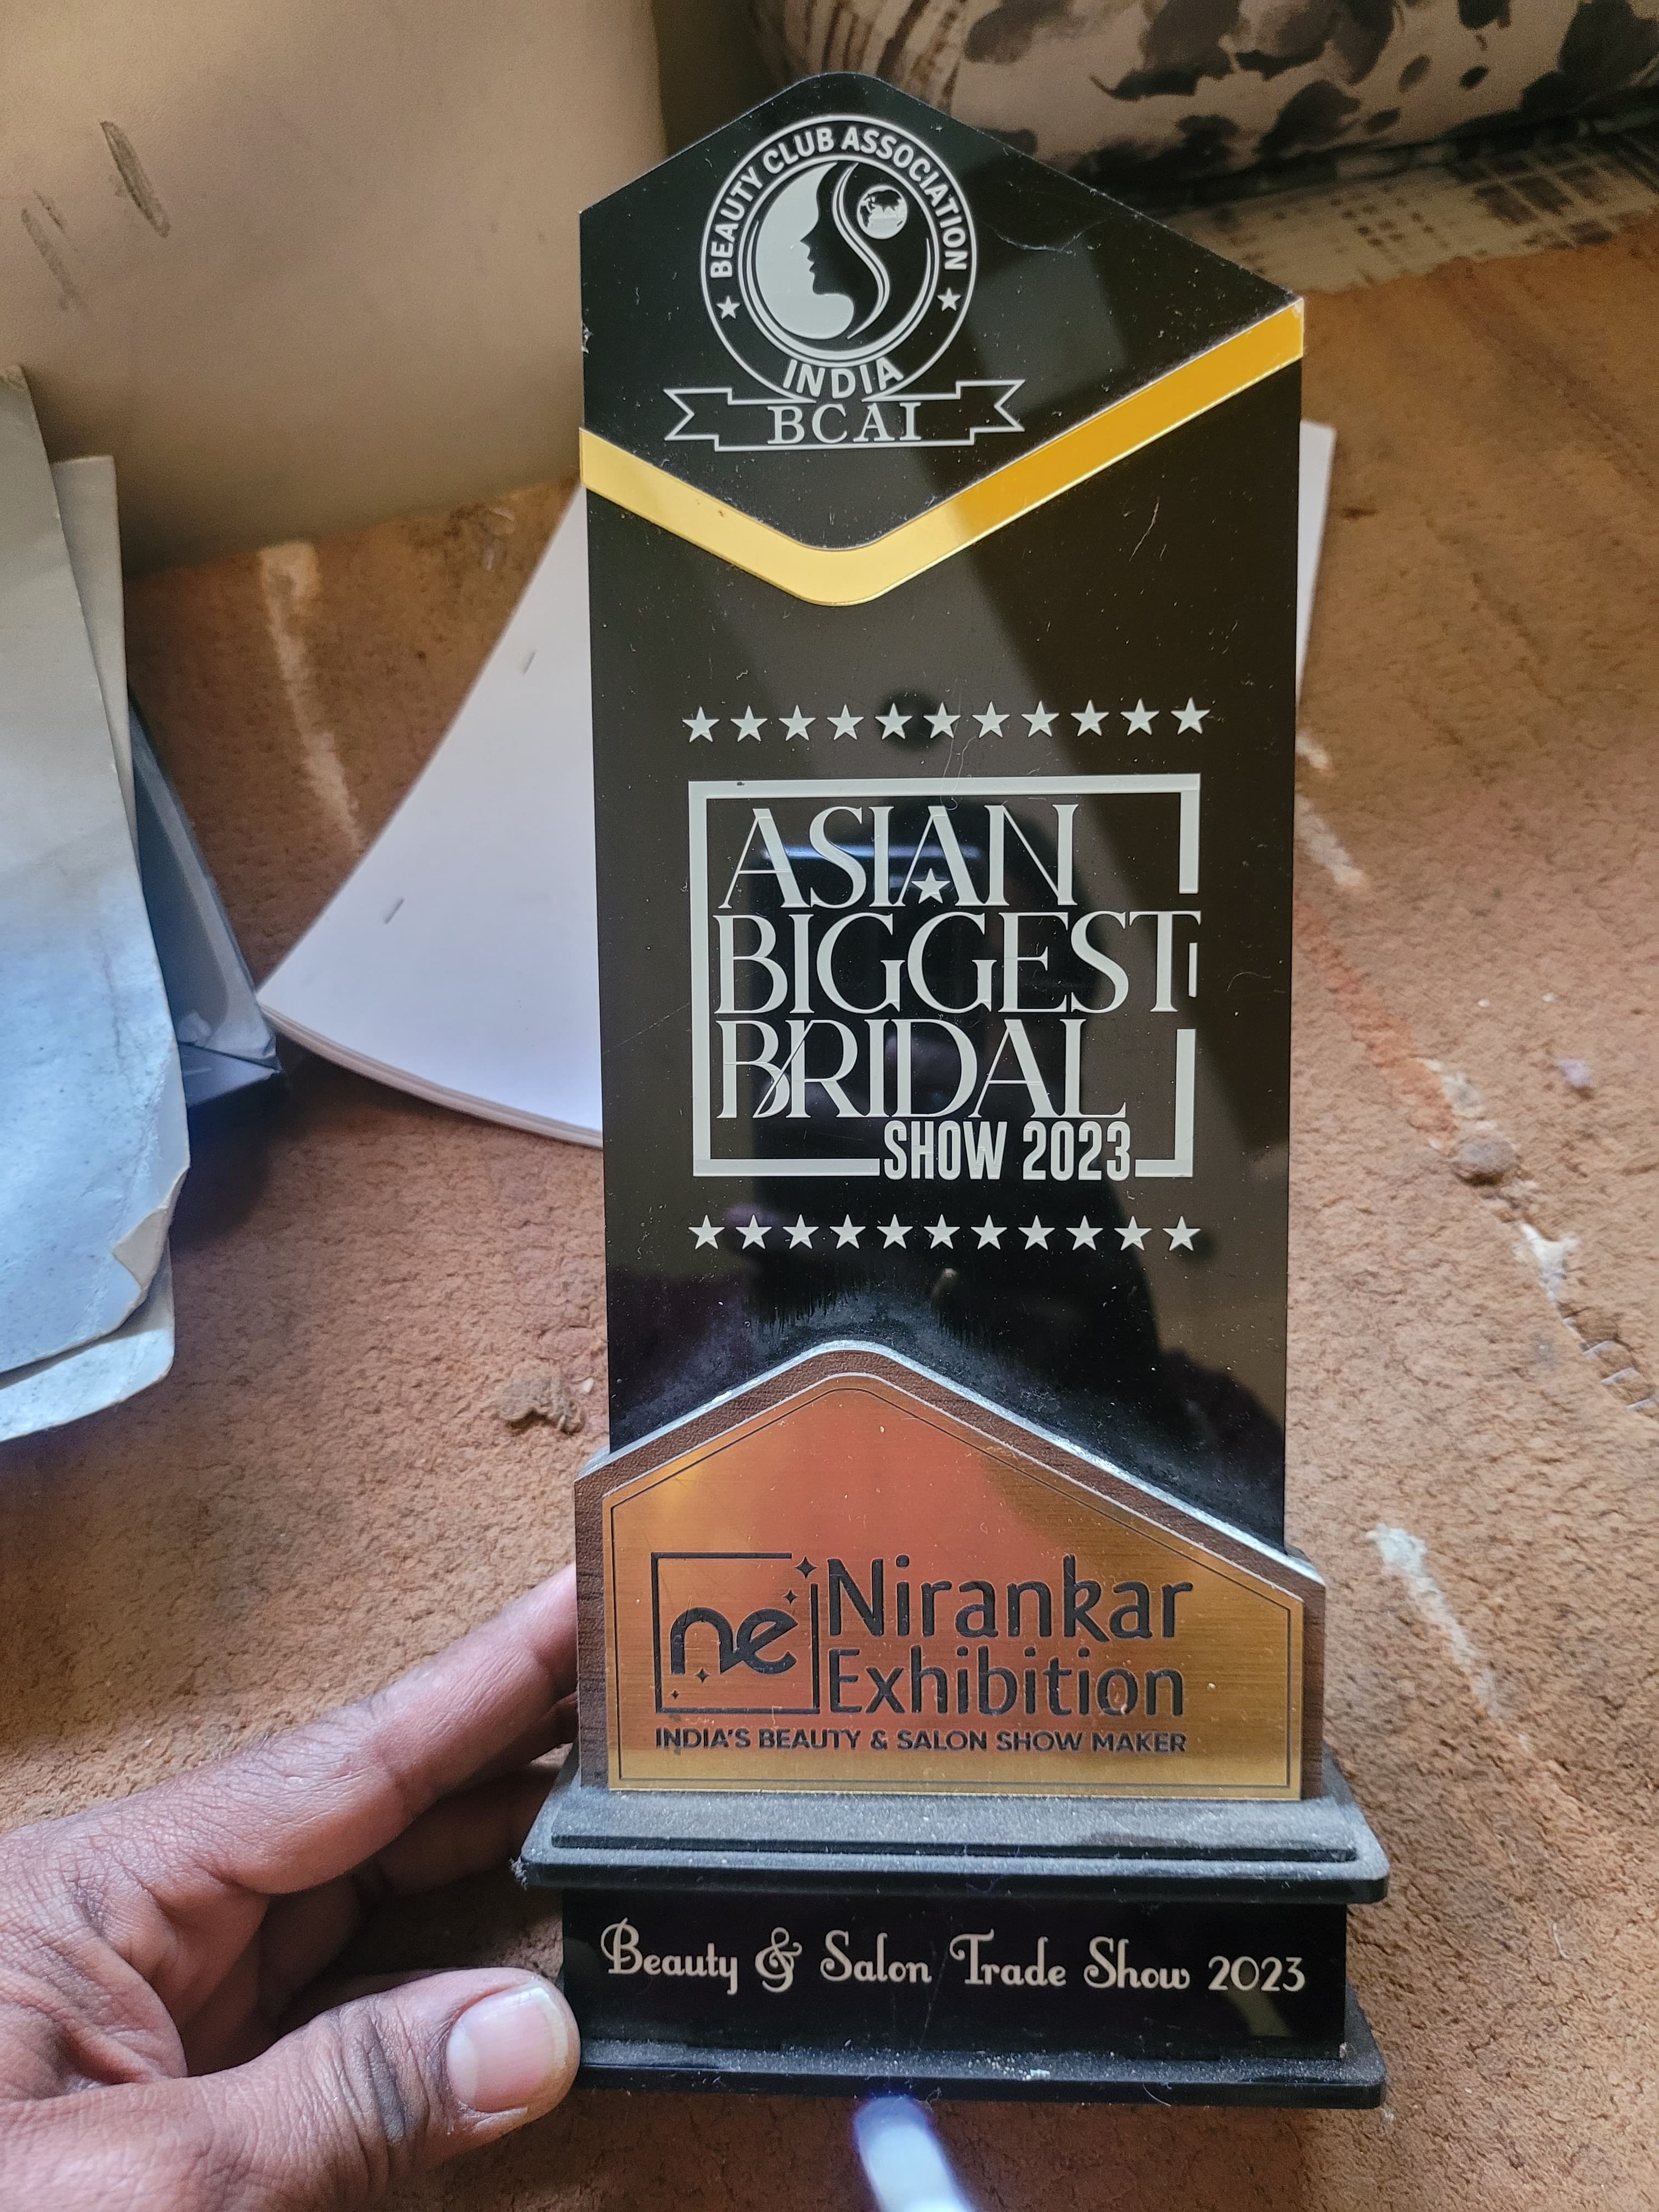 BEAUTY CLUB ASSOCIATION
INDIA
BCAI
ASIAN
BIGGEST
BRIDAL
SHOW 2023
ne
Nirankar
Exhibition
INDIA'S BEAUTY & SALON SHOW MAKER
Beauty & Salon Trade Show 2023